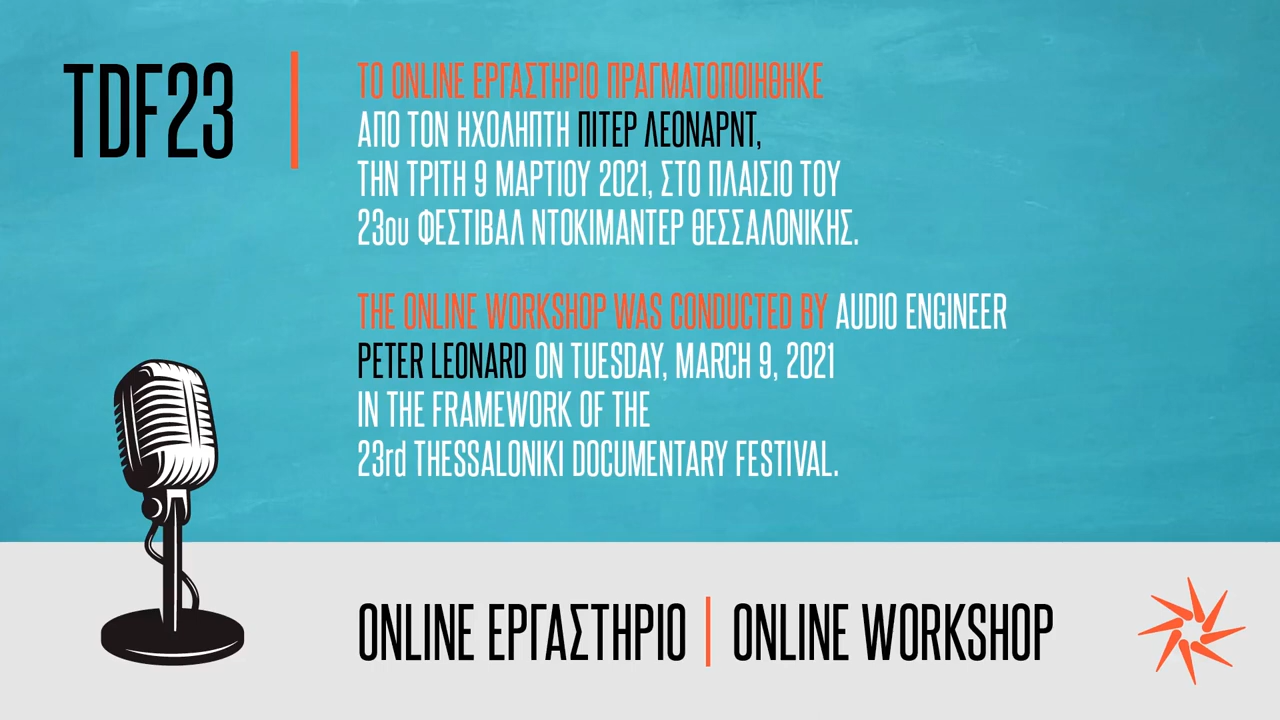 TDF23
ΤΟ ONLINE ΕΡΓΑΣΤΗΡΙΟ ΠΡΑΓΜΑΤΟΠΟΙΗΘΗΚΕ
ΑΠΟ ΤΟΝ ΗΧΟΛΗΠΤΗ ΠΙΤΕΡ ΛΕΟΝΑΡΝΤ,
ΤΗΝ ΤΡΙΤΗ 9 ΜΑΡΤΙΟΥ 2021, ΣΤΟ ΠΛΑΙΣΙΟ ΤΟΥ
23ου ΦΕΣΤΙΒΑΛ ΝΤΟΚΙΜΑΝΤΕΡ ΘΕΣΣΑΛΟΝΙΚΗΣ.
THE ONLINE WORKSHOP WAS CONDUCTED BY AUDIO ENGINEER
PETER LEONARD ON TUESDAY, MARCH 9, 2021
IN THE FRAMEWORK OF THE
23rd THESSALONIKI DOCUMENTARY FESTIVAL.
ONLINE ΕΡΓΑΣΤΗΡΙΟ | ONLINE WORKSHOP